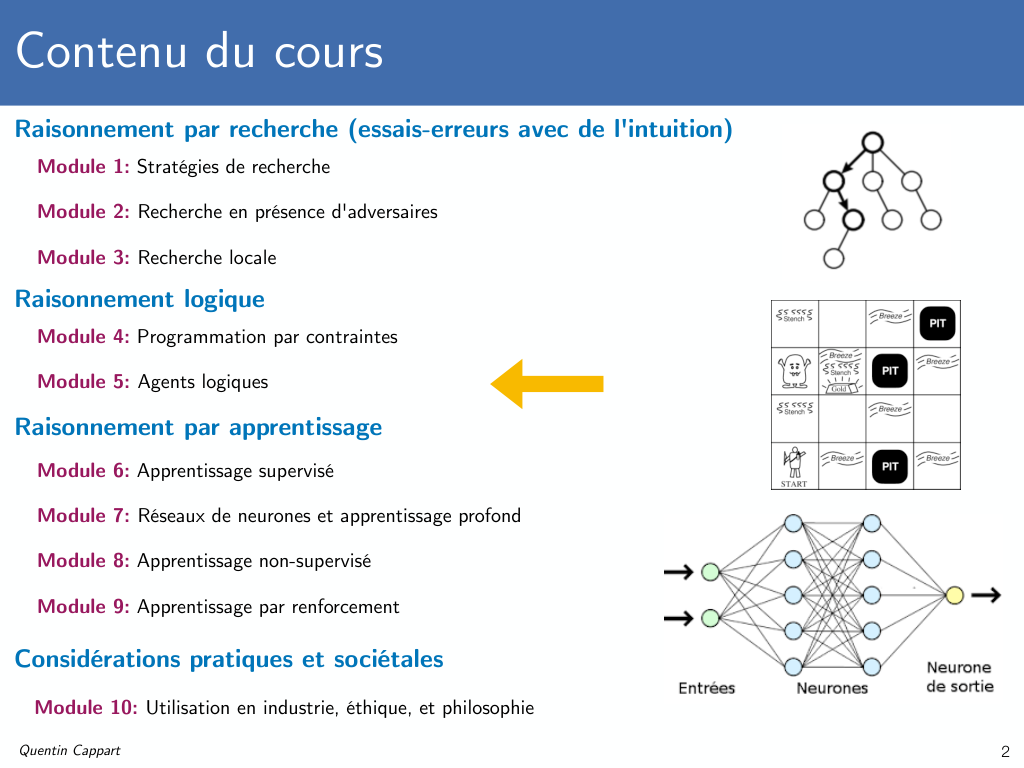 Contenu du cours
Raisonnement par recherche (essais-erreurs avec de l'intuition)
Module 1: Stratégies de recherche
Module 2: Recherche en présence d'adversaires
Module 3: Recherche locale
Raisonnement logique
Module 4: Programmation par contraintes
Module 5: Agents logiques
Raisonnement par apprentissage
Module 6: Apprentissage supervisé
Module 7: Réseaux de neurones et apprentissage profond
Module 8: Apprentissage non-supervisé
Module 9: Apprentissage par renforcement
Considérations pratiques et sociétales
Module 10: Utilisation en industrie, éthique, et philosophie
Stench
Breeze
PIT
Breeze
Stench
Gold
PIT
Breeze
Stench
Breeze
START
Breeze
PIT
Breeze
Entrées
Neurones
Neurone
de sortie
Quentin Cappart
2